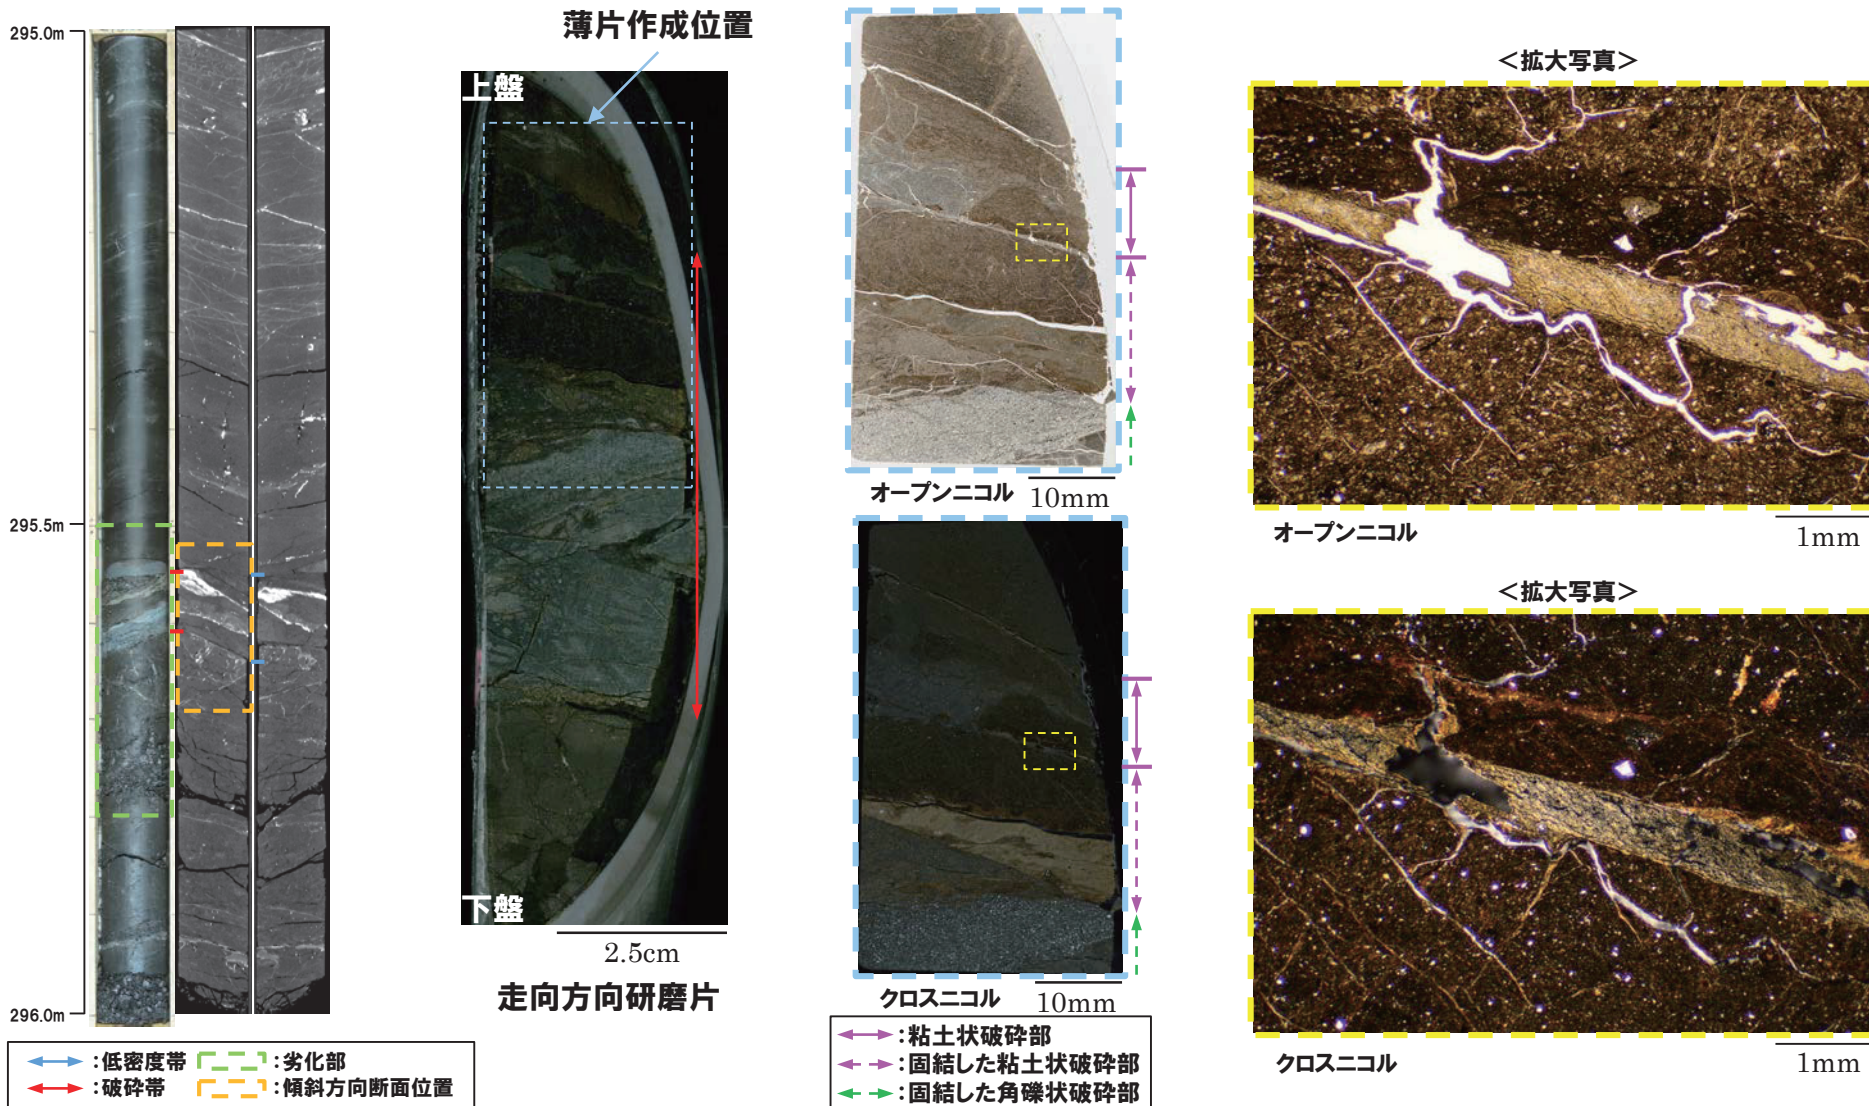 295.0m
295.5m
296.0m
：低密度帯
：劣化部
：破砕帯
：傾斜方向断面位置
薄片作成位置
上盤
下盤
2.5cm
走向方向研磨片
オープンニコル
10mm
クロスニコル
10mm
：粘土状破砕部
：固結した粘土状破砕部
：固結した角礫状破砕部
＜拡大写真＞
オープンニコル
1mm
＜拡大写真＞
クロスニコル
1mm